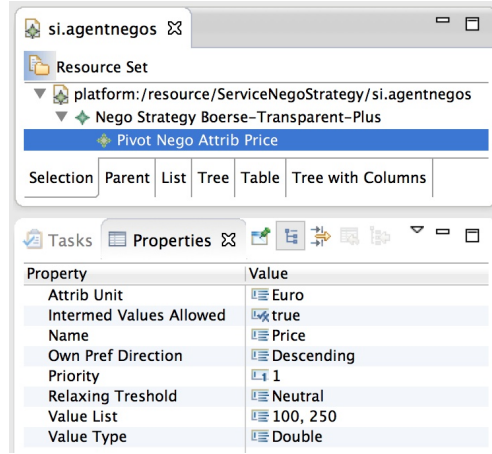 si.agentnegos
Resource Set
platform:/resource/ServiceNegoStrategy/si.agentnegos
Nego Strategy Boerse-Transparent-Plus
Pivot Nego Attrib Price
Selection Parent List Tree Table Tree with Columns
Tasks Properties
Property Value
Attrib Unit Euro
Intermed Values Allowed true
Name Price
Own Pref Direction Descending
Priority 1
Relaxing Treshold Neutral
Value List 100, 250
Value Type Double